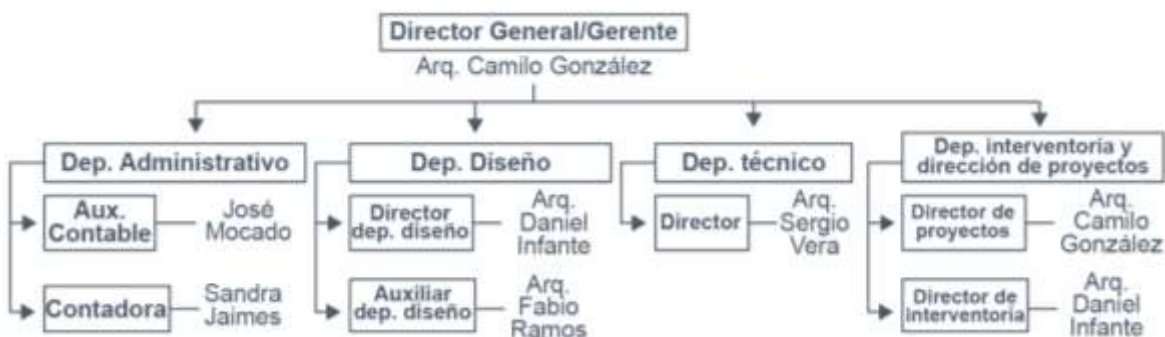 Director General/Gerente
Arq. Camilo González
Dep. Administrativo
Aux.
Contable
José
Mocado
Contadora
Sandra
Jaimes
Dep. Diseño
Director
dep. diseño
Arq.
Daniel
Infante
Auxiliar
dep. diseño
Arq.
Fabio
Ramos
Dep. técnico
Director
Arq.
Sergio
Vera
Dep. interventoría y
dirección de proyectos
Director de
proyectos
Arq.
Camilo
González
Director de
interventoría
Arq.
Daniel
Infante